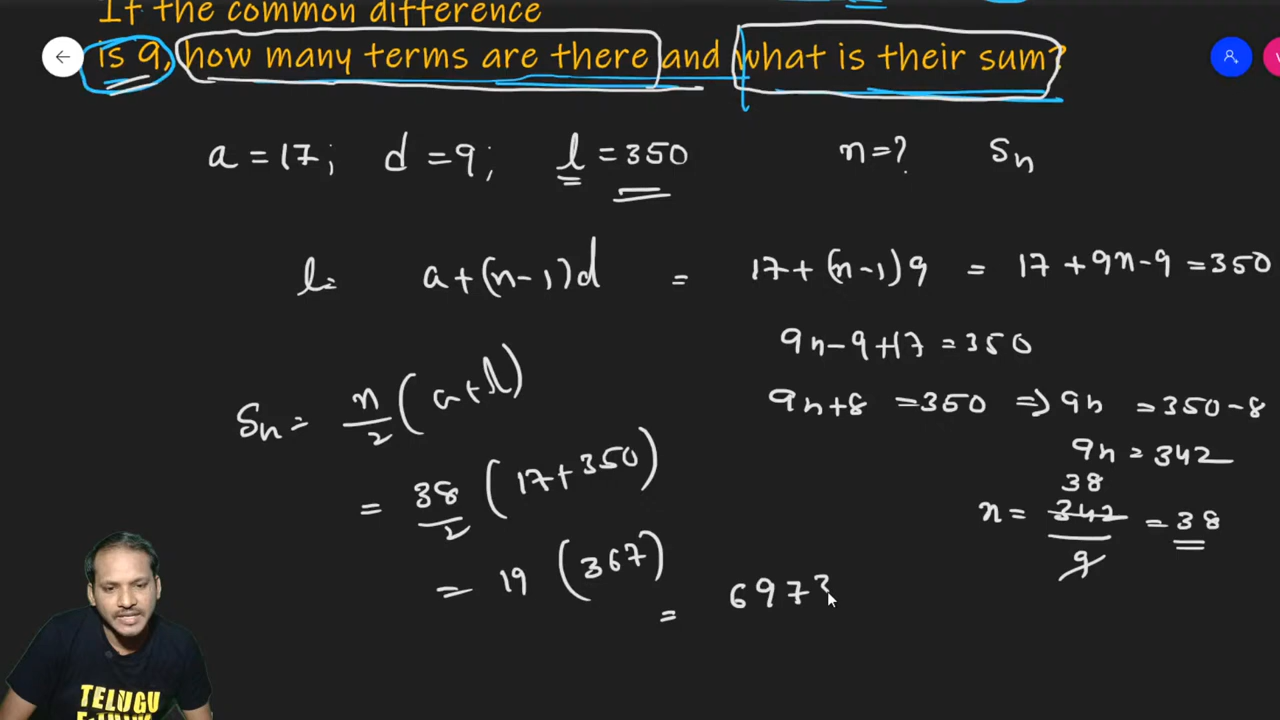 If the common difference
is 9, how many terms are there and what is their sum?
a = 17; d = 9; l = 350 n = ? Sn
l = a + (n-1)d = 17 + (n-1)9 = 17 + 9n - 9 = 350
9n - 9 + 17 = 350
9n + 8 = 350 ⇒ 9n = 350 - 8
9n = 342
n = 342/9 = 38
38
Sn = n/2 (a + l)
= 38/2 (17 + 350)
= 19 (367)
= 6973
TELUGU